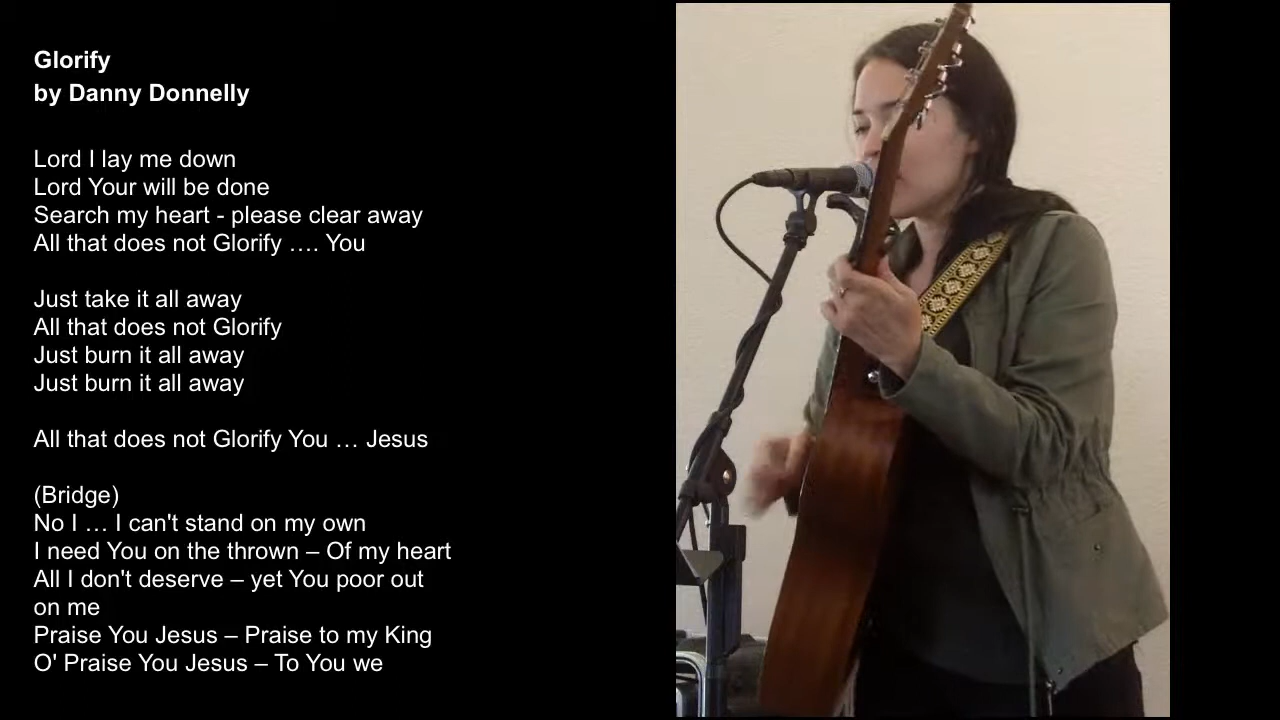 Glorify
by Danny Donnelly
Lord I lay me down
Lord Your will be done
Search my heart - please clear away
All that does not Glorify …. You
Just take it all away
All that does not Glorify
Just burn it all away
Just burn it all away
All that does not Glorify You … Jesus
(Bridge)
No I … I can't stand on my own
I need You on the thrown – Of my heart
All I don't deserve – yet You poor out
on me
Praise You Jesus – Praise to my King
O' Praise You Jesus – To You we